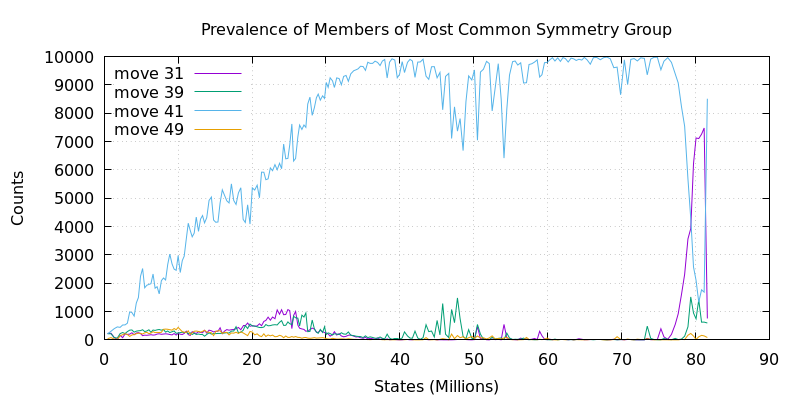 Prevalence of Members of Most Common Symmetry Group
10000
9000
8000
7000
6000
5000
4000
3000
2000
1000
0
Counts
move 31
move 39
move 41
move 49
0 10 20 30 40 50 60 70 80 90
States (Millions)